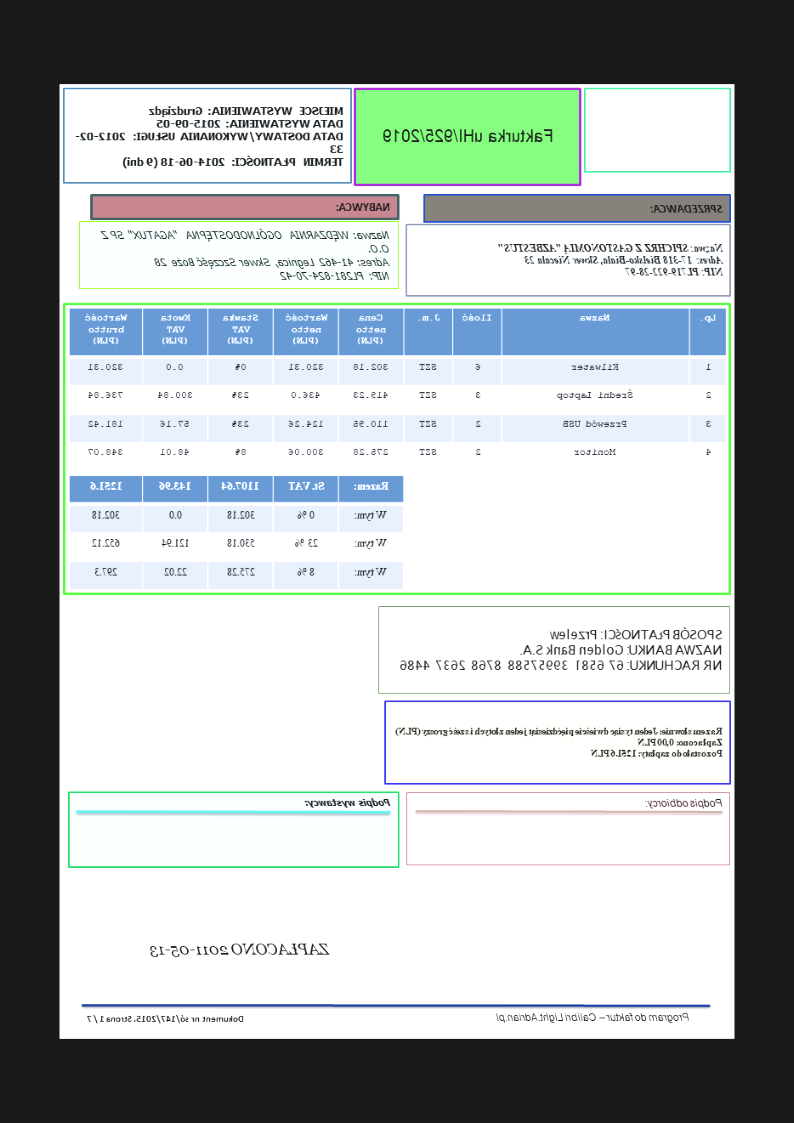 Fakturka uHl/925/2019
MIEJSCE WYSTAWIENIA: Grudziądz
DATA WYSTAWIENIA: 2015-09-05
DATA DOSTAWY/WYKONANIA USŁUGI: 2012-02-
33
TERMIN PŁATNOŚCI: 2014-06-18 (9 dni)
SPRZEDAWCA:
Nazwa: SPICHRZ Z GASTONOMIĄ "AZBESTUS"
Adres: 17-318 Bielsko-Biała, Skwer Niecała 23
NIP: PL719-922-28-97
NABYWCA:
Nazwa: WĘDZARNIA OGÓLNODOSTĘPNA "AGATUX" SP Z
O.O.
Adres: 41-462 Legnica, Skwer Szczęść Boże 28
NIP: PL281-824-70-42
Lp. Nazwa Ilość J.m. Cena netto (PLN) Wartość netto (PLN) Stawka VAT (PLN) Kwota VAT (PLN) Wartość brutto (PLN)
1 Kilwater 6 SZT 302.18 320.31 0% 0.0 320.31
2 Średni Laptop 3 SZT 419.23 436.0 23% 300.84 736.84
3 Przewód USB 2 SZT 110.95 124.26 23% 57.16 181.42
4 Monitor 2 SZT 275.28 300.06 8% 48.01 348.07
Razem: St.VAT 1107.64 143.96 1251.6
W tym: 0 % 302.18 0.0 302.18
W tym: 23 % 530.18 121.94 652.12
W tym: 8 % 275.28 22.02 297.3
SPOSÓB PŁATNOŚCI: Przelew
NAZWA BANKU: Golden Bank S.A.
NR RACHUNKU: 67 6581 39957588 8768 2637 4486
Razem słownie: Jeden tysiąc dwieście pięćdziesiąt jeden złotych i sześć groszy (PLN)
Zapłacono: 0,00 PLN
Pozostało do zapłaty: 1251.6 PLN
Podpis odbiorcy:
Podpis wystawcy:
ZAPŁACONO 2011-05-13
Program do faktur – Calibri Light.Adrian.pl
Dokument nr só/147/2015. Strona 1 / 7